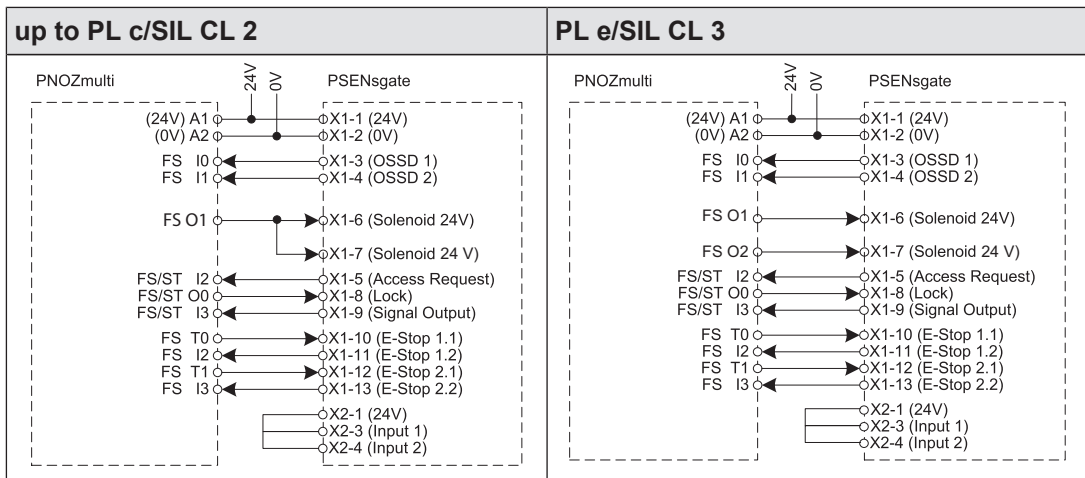 up to PL c/SIL CL 2
PNOZmulti 24V 0V PSENsgate
(24V) A1 X1-1 (24V)
(0V) A2 X1-2 (0V)
FS I0 X1-3 (OSSD 1)
FS I1 X1-4 (OSSD 2)
FS O1 X1-6 (Solenoid 24V)
X1-7 (Solenoid 24 V)
FS/ST I2 X1-5 (Access Request)
FS/ST O0 X1-8 (Lock)
FS/ST I3 X1-9 (Signal Output)
FS T0 X1-10 (E-Stop 1.1)
FS I2 X1-11 (E-Stop 1.2)
FS T1 X1-12 (E-Stop 2.1)
FS I3 X1-13 (E-Stop 2.2)
X2-1 (24V)
X2-3 (Input 1)
X2-4 (Input 2)
PL e/SIL CL 3
PNOZmulti 24V 0V PSENsgate
(24V) A1 X1-1 (24V)
(0V) A2 X1-2 (0V)
FS I0 X1-3 (OSSD 1)
FS I1 X1-4 (OSSD 2)
FS O1 X1-6 (Solenoid 24V)
FS O2 X1-7 (Solenoid 24 V)
FS/ST I2 X1-5 (Access Request)
FS/ST O0 X1-8 (Lock)
FS/ST I3 X1-9 (Signal Output)
FS T0 X1-10 (E-Stop 1.1)
FS I2 X1-11 (E-Stop 1.2)
FS T1 X1-12 (E-Stop 2.1)
FS I3 X1-13 (E-Stop 2.2)
X2-1 (24V)
X2-3 (Input 1)
X2-4 (Input 2)